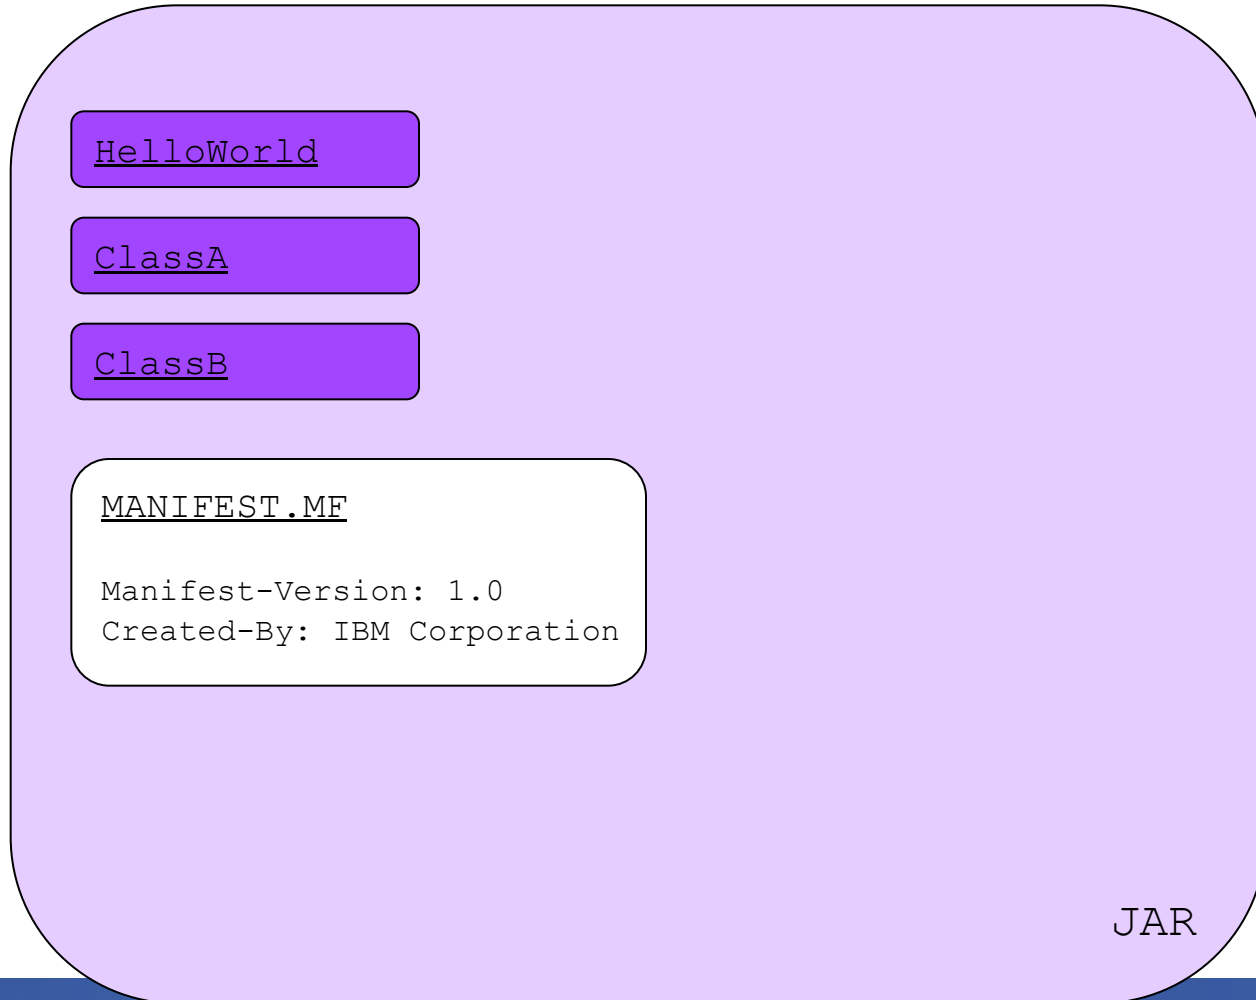 HelloWorld
ClassA
ClassB
MANIFEST.MF
Manifest-Version: 1.0
Created-By: IBM Corporation
JAR